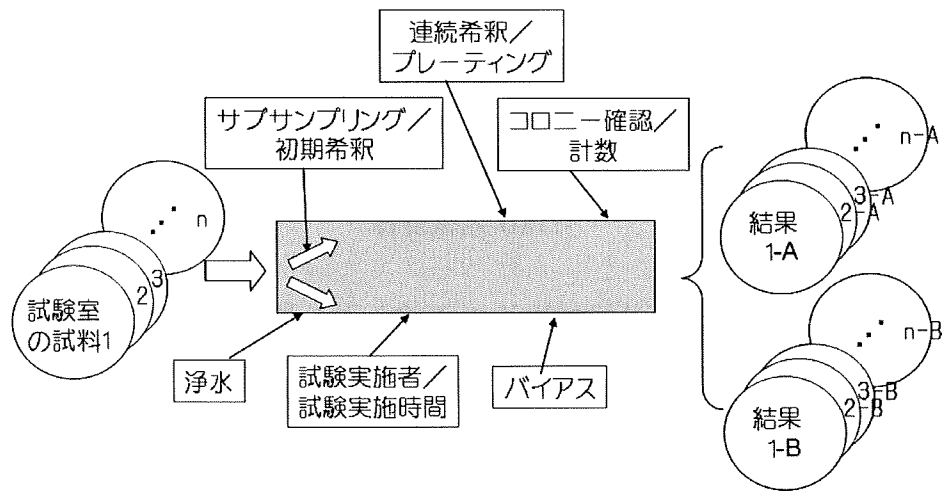 連続希釈／
プレーティング
サブサンプリング／
初期希釈
コロニー確認／
計数
n
3
2
試験室
の試料1
浄水
試験実施者／
試験実施時間
バイアス
n-A
3-A
2-A
結果
1-A
n-B
3-B
2-B
結果
1-B